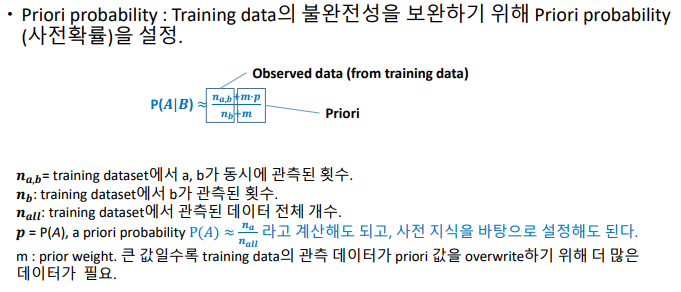 • Priori probability : Training data의 불완전성을 보완하기 위해 Priori probability
(사전확률)을 설정.
Observed data (from training data)
P(A|B) ≈ (n_{a,b}+m·p)/(n_b+m)
Priori
n_{a,b}= training dataset에서 a, b가 동시에 관측된 횟수.
n_b: training dataset에서 b가 관측된 횟수.
n_{all}: training dataset에서 관측된 데이터 전체 개수.
p = P(A), a priori probability P(A) ≈ n_a/n_{all} 라고 계산해도 되고, 사전 지식을 바탕으로 설정해도 된다.
m : prior weight. 큰 값일수록 training data의 관측 데이터가 priori 값을 overwrite하기 위해 더 많은
데이터가 필요.